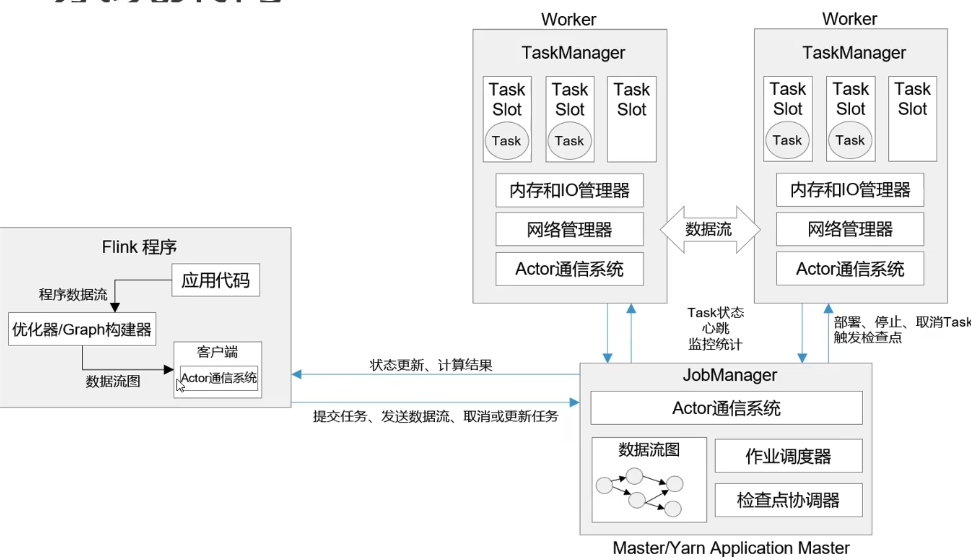 Worker
Worker
TaskManager
TaskManager
Task Slot
Task Slot
Task Slot
Task Slot
Task Slot
Task Slot
Task
Task
Task
Task
内存和IO管理器
内存和IO管理器
网络管理器
数据流
网络管理器
Actor通信系统
Actor通信系统
Flink 程序
应用代码
程序数据流
优化器/Graph构建器
客户端
Actor通信系统
数据流图
Task状态
心跳
监控统计
部署、停止、取消Task
触发检查点
状态更新、计算结果
提交任务、发送数据流、取消或更新任务
JobManager
Actor通信系统
数据流图
作业调度器
检查点协调器
Master/Yarn Application Master